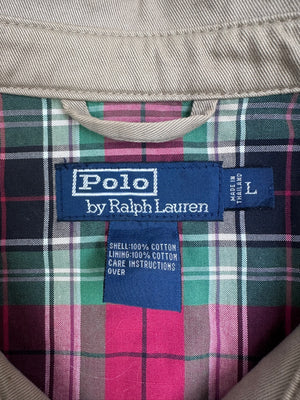 Polo
by Ralph Lauren
L
MADE IN
THAILAND
SHELL: 100% COTTON
LINING: 100% COTTON
CARE INSTRUCTIONS
OVER